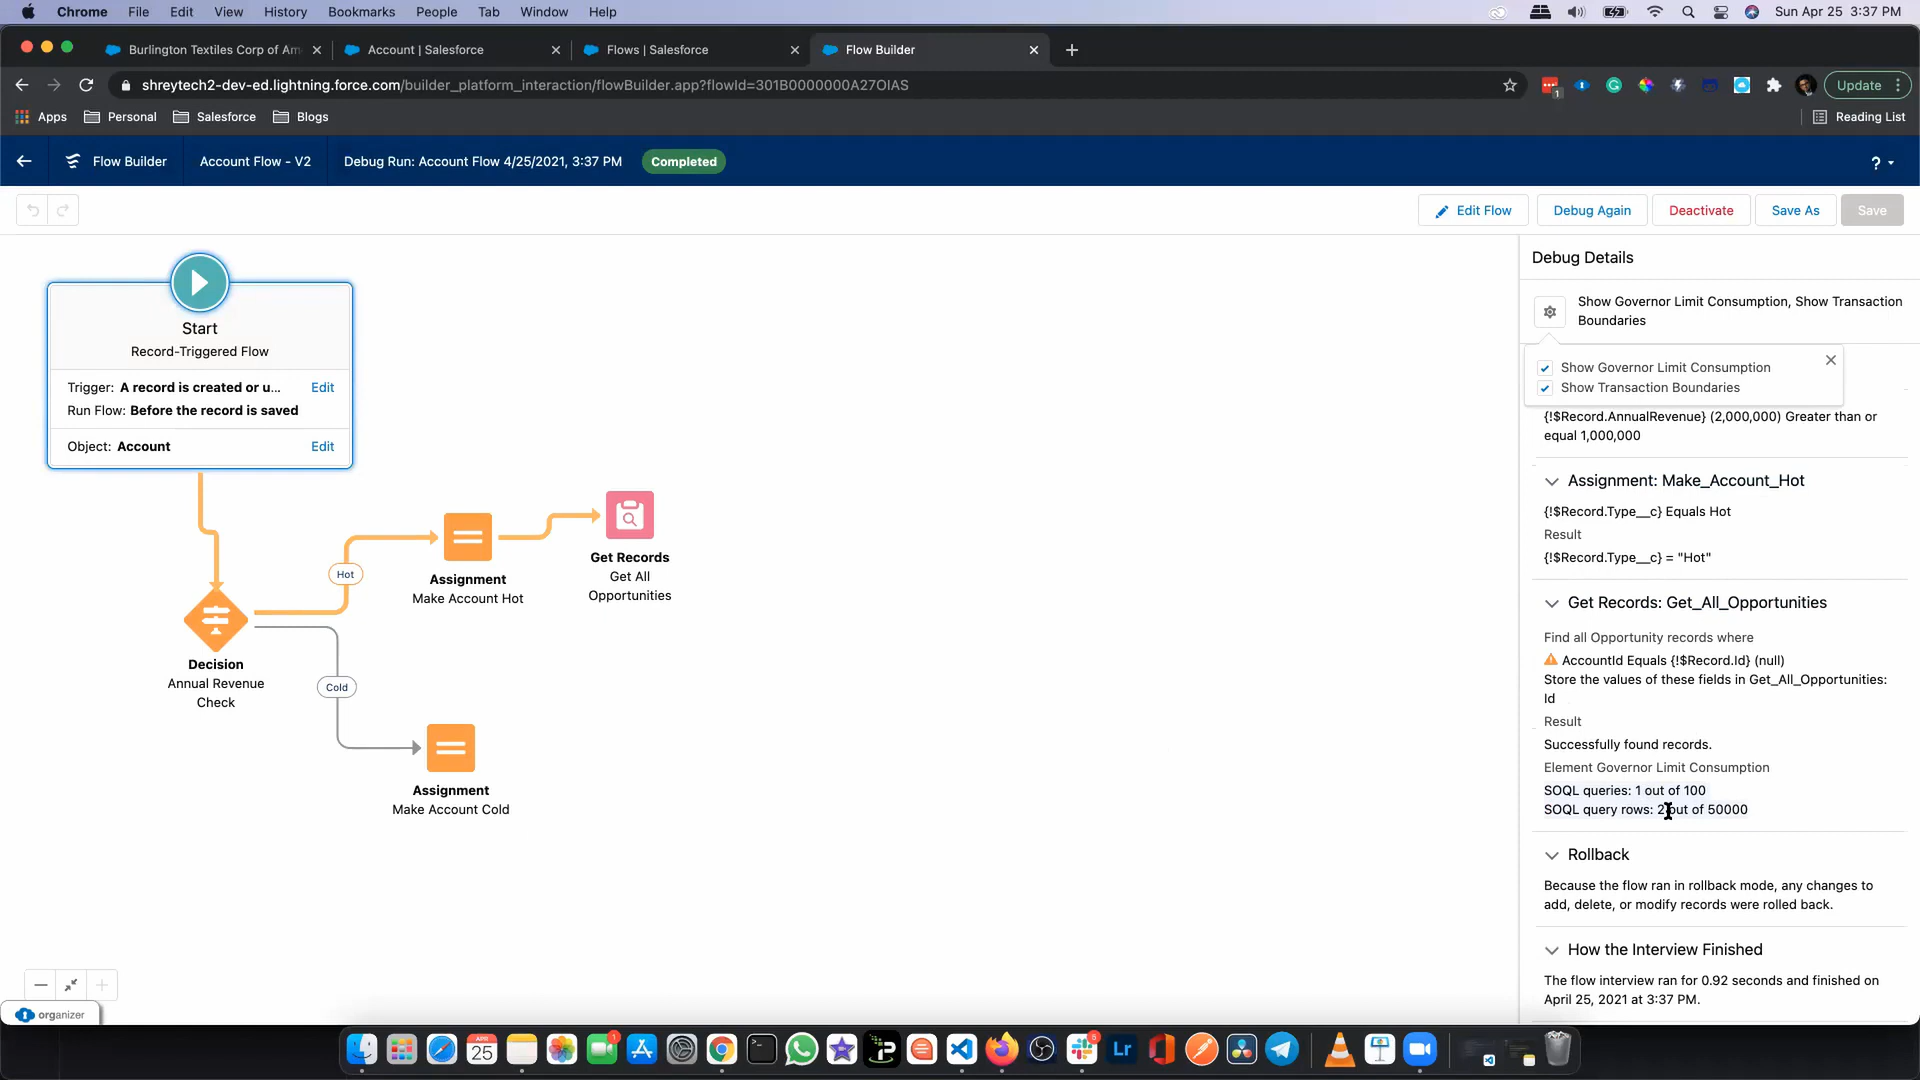 Chrome File Edit View History Bookmarks People Tab Window Help
Sun Apr 25 3:37 PM
Burlington Textiles Corp of Am
Account | Salesforce
Flows | Salesforce
Flow Builder
shreytech2-dev-ed.lightning.force.com/builder_platform_interaction/flowBuilder.app?flowId=301B0000000A27OIAS
1
Update
Apps Personal Salesforce Blogs
Reading List
Flow Builder
Account Flow - V2
Debug Run: Account Flow 4/25/2021, 3:37 PM
Completed
?
Edit Flow
Debug Again
Deactivate
Save As
Save
Start
Record-Triggered Flow
Trigger: A record is created or u... Edit
Run Flow: Before the record is saved
Object: Account Edit
Hot
Assignment
Make Account Hot
Get Records
Get All
Opportunities
Decision
Annual Revenue
Check
Cold
Assignment
Make Account Cold
Debug Details
Show Governor Limit Consumption, Show Transaction
Boundaries
Show Governor Limit Consumption
Show Transaction Boundaries
{!$Record.AnnualRevenue} (2,000,000) Greater than or
equal 1,000,000
Assignment: Make_Account_Hot
{!$Record.Type__c} Equals Hot
Result
{!$Record.Type__c} = "Hot"
Get Records: Get_All_Opportunities
Find all Opportunity records where
AccountId Equals {!$Record.Id} (null)
Store the values of these fields in Get_All_Opportunities:
Id
Result
Successfully found records.
Element Governor Limit Consumption
SOQL queries: 1 out of 100
SOQL query rows: 2 out of 50000
Rollback
Because the flow ran in rollback mode, any changes to
add, delete, or modify records were rolled back.
How the Interview Finished
The flow interview ran for 0.92 seconds and finished on
April 25, 2021 at 3:37 PM.
organizer
APR
25
1
Lr